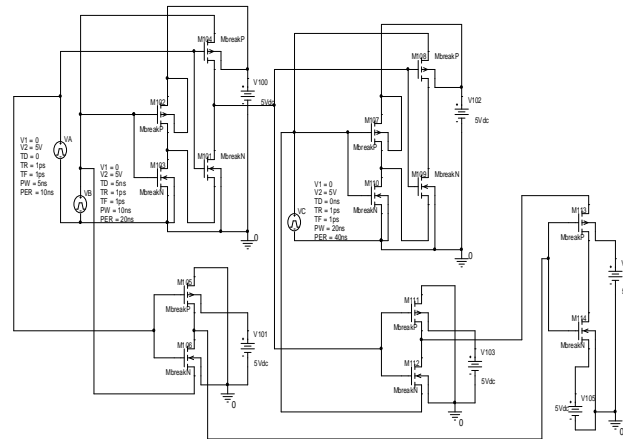 M104
MbreakP
V100
5Vdc
M102
MbreakP
M103
MbreakN
M101
MbreakN
VA
V1 = 0
V2 = 5V
TD = 0
TR = 1ps
TF = 1ps
PW = 5ns
PER = 10ns
VB
V1 = 0
V2 = 5V
TD = 5ns
TR = 1ps
TF = 1ps
PW = 10ns
PER = 20ns
0
M108
MbreakP
V102
5Vdc
M107
MbreakP
M110
MbreakN
M109
MbreakN
VC
V1 = 0
V2 = 5V
TD = 0ns
TR = 1ps
TF = 1ps
PW = 20ns
PER = 40ns
0
M105
MbreakP
M106
MbreakN
V101
5Vdc
0
M111
MbreakP
M112
MbreakN
V103
5Vdc
0
M113
MbreakP
V
5Vdc
M114
MbreakN
V105
5Vdc
0